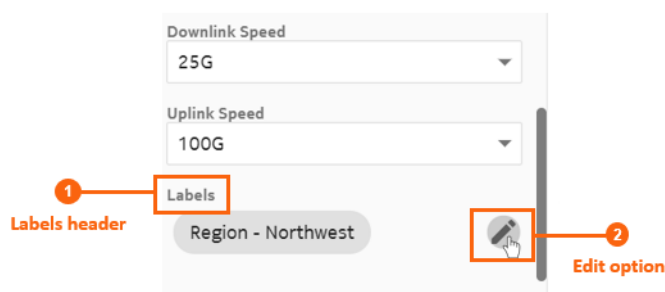 Downlink Speed
25G
Uplink Speed
100G
1
Labels
Labels header
Region - Northwest
2
Edit option